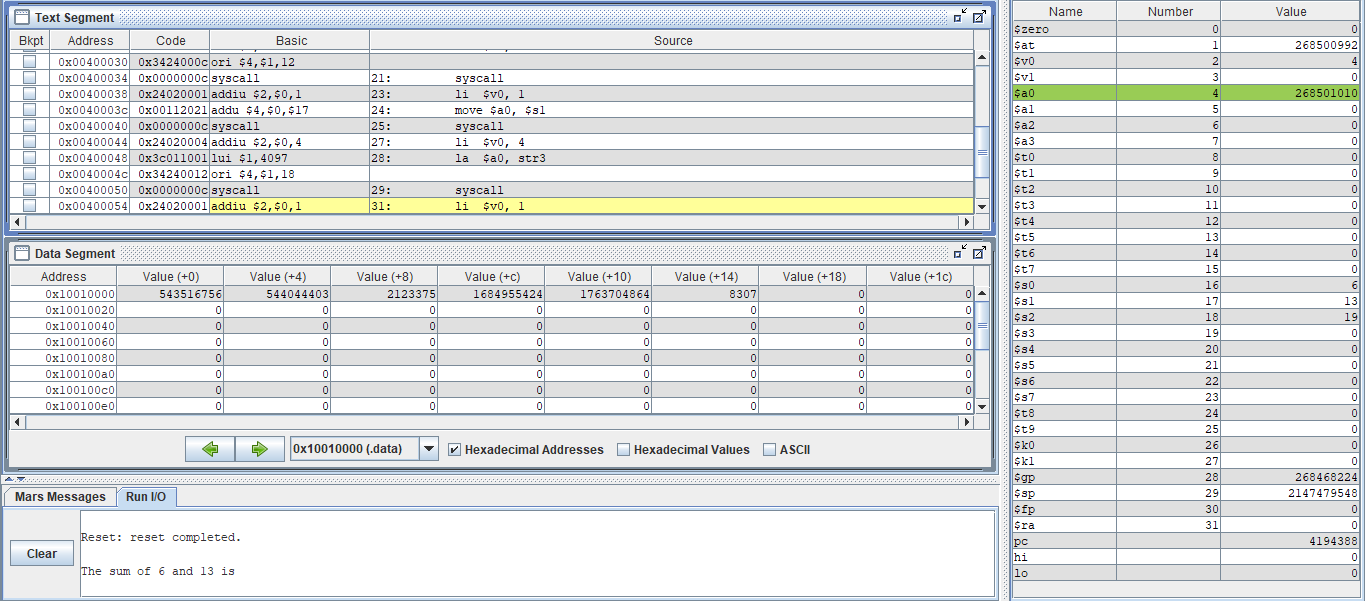 Text Segment
Bkpt Address Code Basic Source
0x00400030 0x3424000c ori $4,$1,12
0x00400034 0x0000000c syscall 21: syscall
0x00400038 0x24020001 addiu $2,$0,1 23: li $v0, 1
0x0040003c 0x00112021 addu $4,$0,$17 24: move $a0, $s1
0x00400040 0x0000000c syscall 25: syscall
0x00400044 0x24020004 addiu $2,$0,4 27: li $v0, 4
0x00400048 0x3c011001 lui $1,4097 28: la $a0, str3
0x0040004c 0x34240012 ori $4,$1,18
0x00400050 0x0000000c syscall 29: syscall
0x00400054 0x24020001 addiu $2,$0,1 31: li $v0, 1
Data Segment
Address Value (+0) Value (+4) Value (+8) Value (+c) Value (+10) Value (+14) Value (+18) Value (+1c)
0x10010000 543516756 544044403 2123375 1684955424 1763704864 8307 0 0
0x10010020 0 0 0 0 0 0 0 0
0x10010040 0 0 0 0 0 0 0 0
0x10010060 0 0 0 0 0 0 0 0
0x10010080 0 0 0 0 0 0 0 0
0x100100a0 0 0 0 0 0 0 0 0
0x100100c0 0 0 0 0 0 0 0 0
0x100100e0 0 0 0 0 0 0 0 0
0x10010000 (.data) Hexadecimal Addresses Hexadecimal Values ASCII
Mars Messages Run I/O
Clear
Reset: reset completed.
The sum of 6 and 13 is
Name Number Value
$zero 0 0
$at 1 268500992
$v0 2 4
$v1 3 0
$a0 4 268501010
$a1 5 0
$a2 6 0
$a3 7 0
$t0 8 0
$t1 9 0
$t2 10 0
$t3 11 0
$t4 12 0
$t5 13 0
$t6 14 0
$t7 15 0
$s0 16 6
$s1 17 13
$s2 18 19
$s3 19 0
$s4 20 0
$s5 21 0
$s6 22 0
$s7 23 0
$t8 24 0
$t9 25 0
$k0 26 0
$k1 27 0
$gp 28 268468224
$sp 29 2147479548
$fp 30 0
$ra 31 0
pc 4194388
hi 0
lo 0